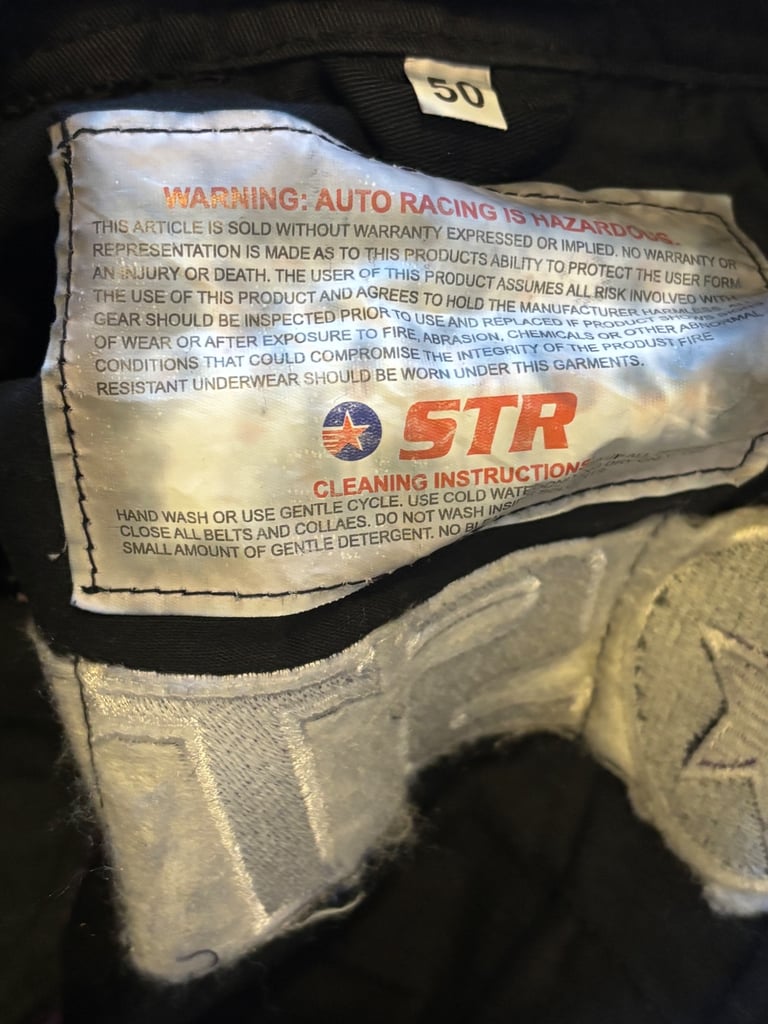 50
WARNING: AUTO RACING IS HAZARDOUS.
THIS ARTICLE IS SOLD WITHOUT WARRANTY EXPRESSED OR IMPLIED. NO WARRANTY OR
REPRESENTATION IS MADE AS TO THIS PRODUCTS ABILITY TO PROTECT THE USER FORM
AN INJURY OR DEATH. THE USER OF THIS PRODUCT ASSUMES ALL RISK INVOLVED WITH
THE USE OF THIS PRODUCT AND AGREES TO HOLD THE MANUFACTURER HARMLESS.
GEAR SHOULD BE INSPECTED PRIOR TO USE AND REPLACED IF PRODUCT SHOWS SIGNS
OF WEAR OR AFTER EXPOSURE TO FIRE, ABRASION, CHEMICALS OR OTHER ABNORMAL
CONDITIONS THAT COULD COMPROMISE THE INTEGRITY OF THE PRODUST FIRE
RESISTANT UNDERWEAR SHOULD BE WORN UNDER THIS GARMENTS.
STR
CLEANING INSTRUCTIONS
HAND WASH OR USE GENTLE CYCLE. USE COLD WATER
CLOSE ALL BELTS AND COLLAES. DO NOT WASH
SMALL AMOUNT OF GENTLE DETERGENT. NO